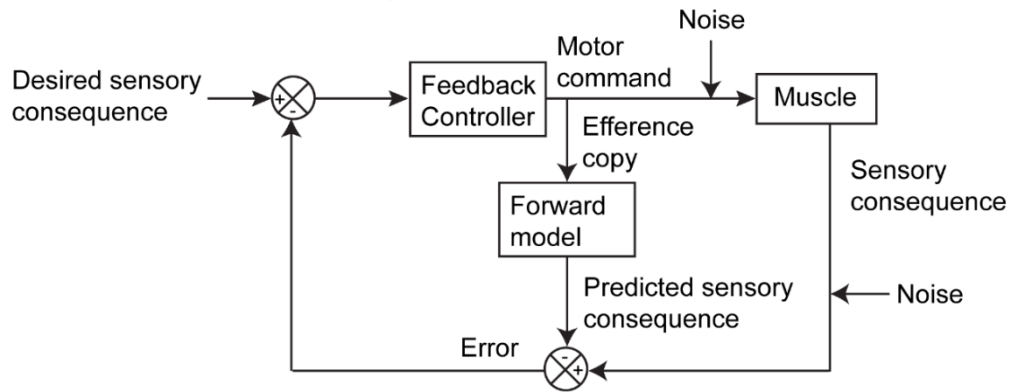 Noise
Motor
command
Desired sensory
consequence
+
-
Feedback
Controller
Muscle
Efference
copy
Sensory
consequence
Forward
model
Predicted sensory
consequence
Noise
Error
-
+